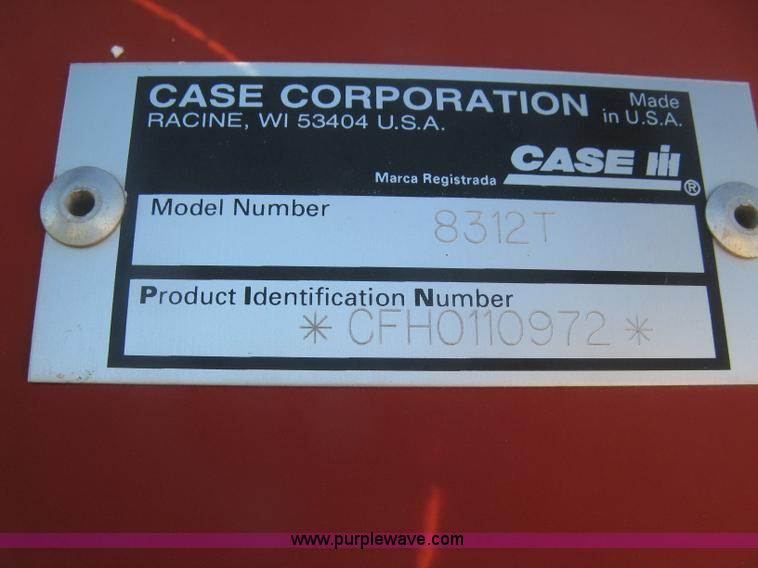 CASE CORPORATION
Made
in U.S.A.
RACINE, WI 53404 U.S.A.
CASE IH
Marca Registrada ®
Model Number 8312T
Product Identification Number
* CFH0110972 *
www.purplewave.com